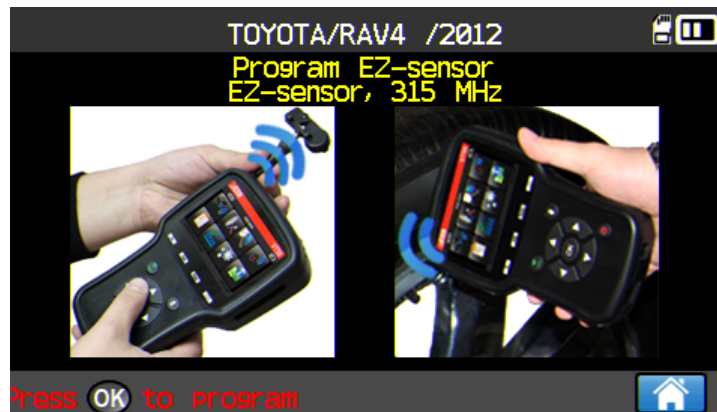 TOYOTA/RAV4 /2012
Program EZ-sensor
EZ-sensor, 315 MHz
Press OK to program